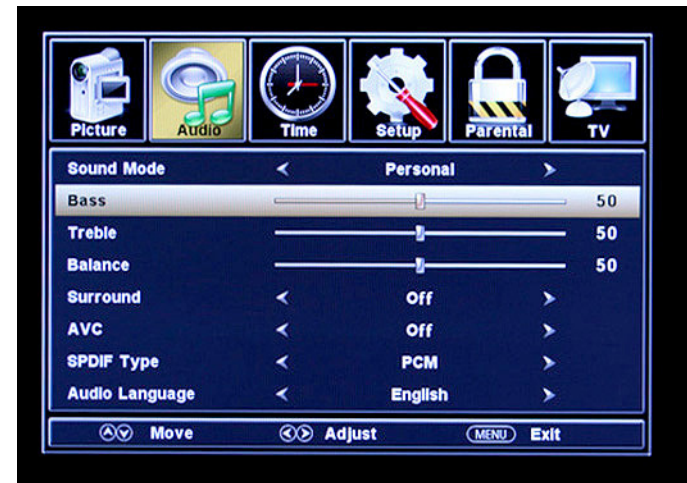 Picture Audio Time Setup Parental TV
Sound Mode Personal
Bass 50
Treble 50
Balance 50
Surround Off
AVC Off
SPDIF Type PCM
Audio Language English
Move Adjust MENU Exit